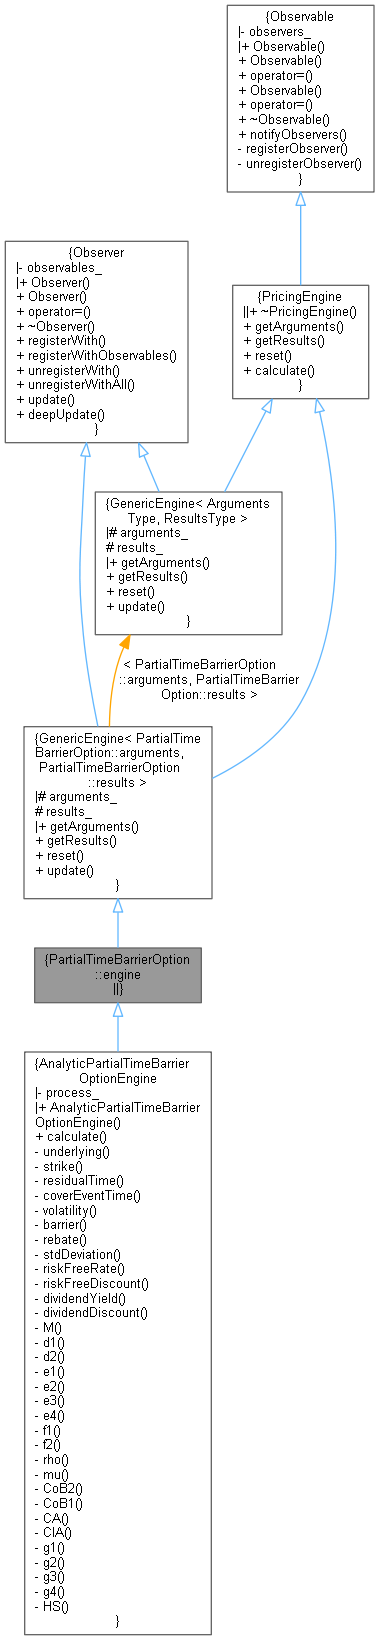 {Observable
|- observers_
|+ Observable()
+ Observable()
+ operator=()
+ Observable()
+ operator=()
+ ~Observable()
+ notifyObservers()
- registerObserver()
- unregisterObserver()
}
{Observer
|- observables_
|+ Observer()
+ Observer()
+ operator=()
+ ~Observer()
+ registerWith()
+ registerWithObservables()
+ unregisterWith()
+ unregisterWithAll()
+ update()
+ deepUpdate()
}
{PricingEngine
||+ ~PricingEngine()
+ getArguments()
+ getResults()
+ reset()
+ calculate()
}
{GenericEngine< Arguments
Type, ResultsType >
|# arguments_
# results_
|+ getArguments()
+ getResults()
+ reset()
+ update()
}
< PartialTimeBarrierOption
::arguments, PartialTimeBarrier
Option::results >
{GenericEngine< PartialTime
BarrierOption::arguments,
PartialTimeBarrierOption
::results >
|# arguments_
# results_
|+ getArguments()
+ getResults()
+ reset()
+ update()
}
{PartialTimeBarrierOption
::engine
||}
{AnalyticPartialTimeBarrier
OptionEngine
|- process_
|+ AnalyticPartialTimeBarrier
OptionEngine()
+ calculate()
- underlying()
- strike()
- residualTime()
- coverEventTime()
- volatility()
- barrier()
- rebate()
- stdDeviation()
- riskFreeRate()
- riskFreeDiscount()
- dividendYield()
- dividendDiscount()
- M()
- d1()
- d2()
- e1()
- e2()
- e3()
- e4()
- f1()
- f2()
- rho()
- mu()
- CoB2()
- CoB1()
- CA()
- CIA()
- g1()
- g2()
- g3()
- g4()
- HS()
}